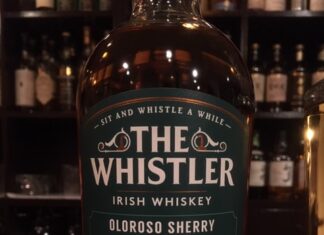 SIT AND WHISTLE A WHILE
THE
WHISTLER
IRISH WHISKEY
OLOROSO SHERRY